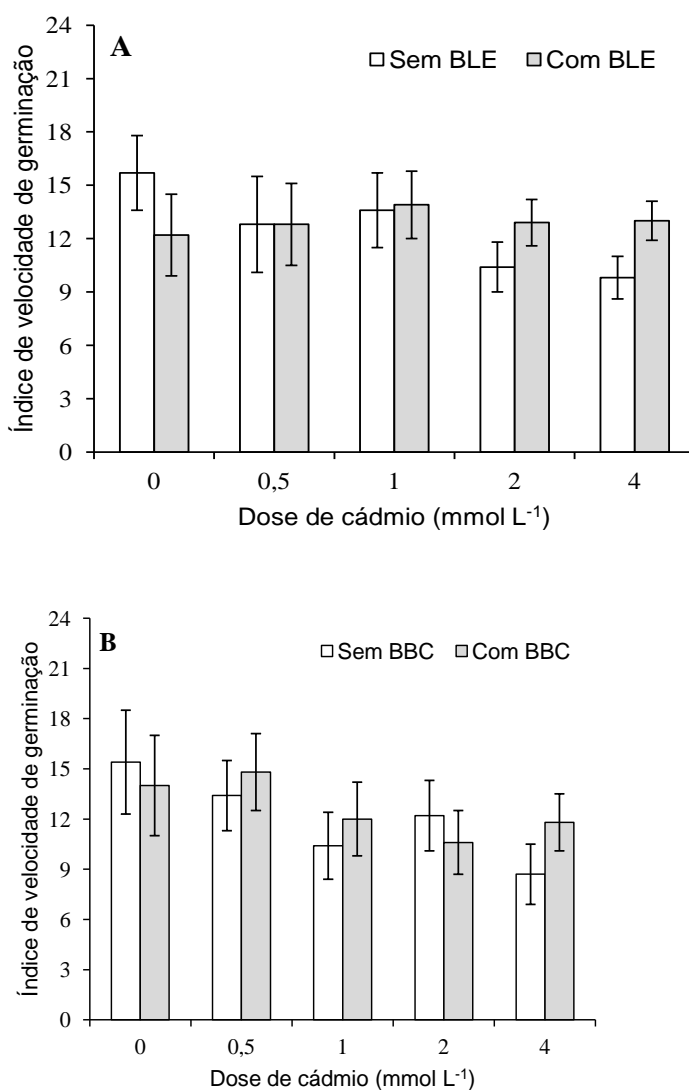 A
Sem BLE Com BLE
Índice de velocidade de germinação
24
21
18
15
12
9
6
3
0
0 0,5 1 2 4
Dose de cádmio (mmol L⁻¹)
B
Sem BBC Com BBC
Índice de velocidade de germinação
24
21
18
15
12
9
6
3
0
0 0,5 1 2 4
Dose de cádmio (mmol L⁻¹)